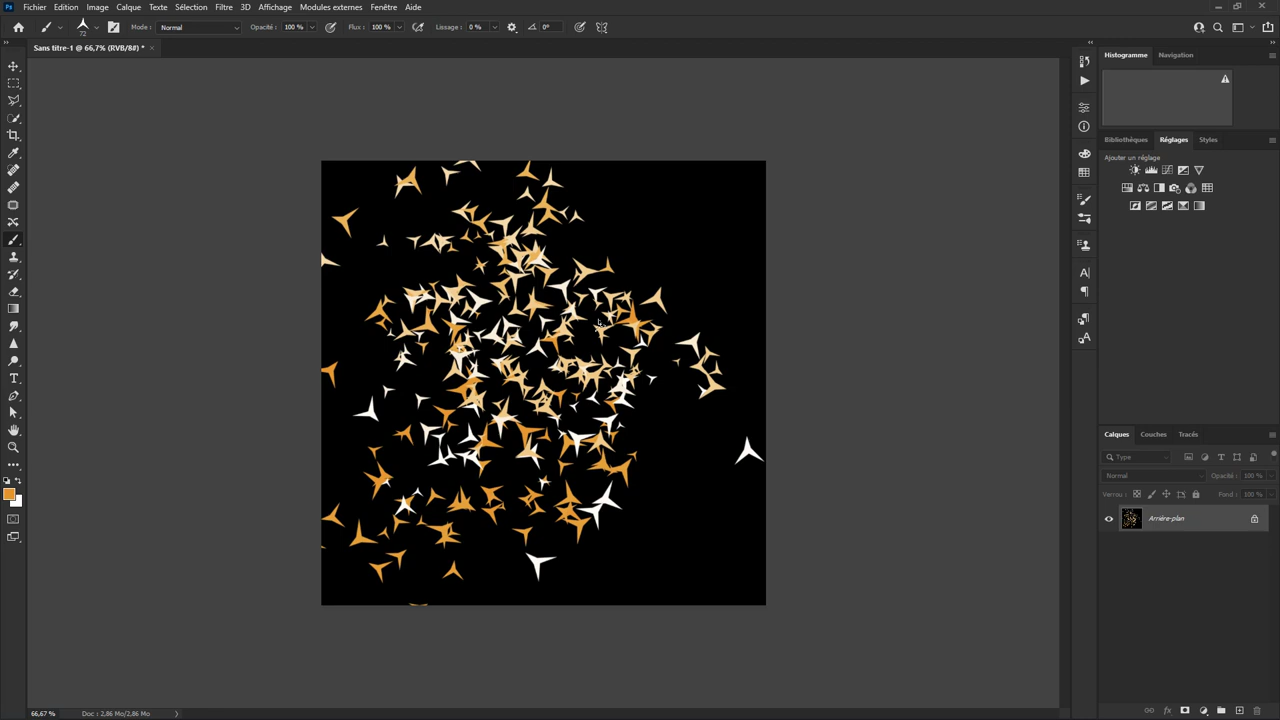 Ps Fichier Edition Image Calque Texte Sélection Filtre 3D Affichage Modules externes Fenêtre Aide
72 Mode : Normal Opacité : 100 % Flux : 100 % Lissage : 0 % 0°
Sans titre-1 @ 66,7% (RVB/8#) * ×
Histogramme Navigation
Bibliothèques Réglages Styles
Ajouter un réglage
Calques Couches Tracés
Type
Normal Opacité : 100 %
Verrou : Fond : 100 %
Arrière-plan
66,67 % Doc : 2,86 Mo/2,86 Mo